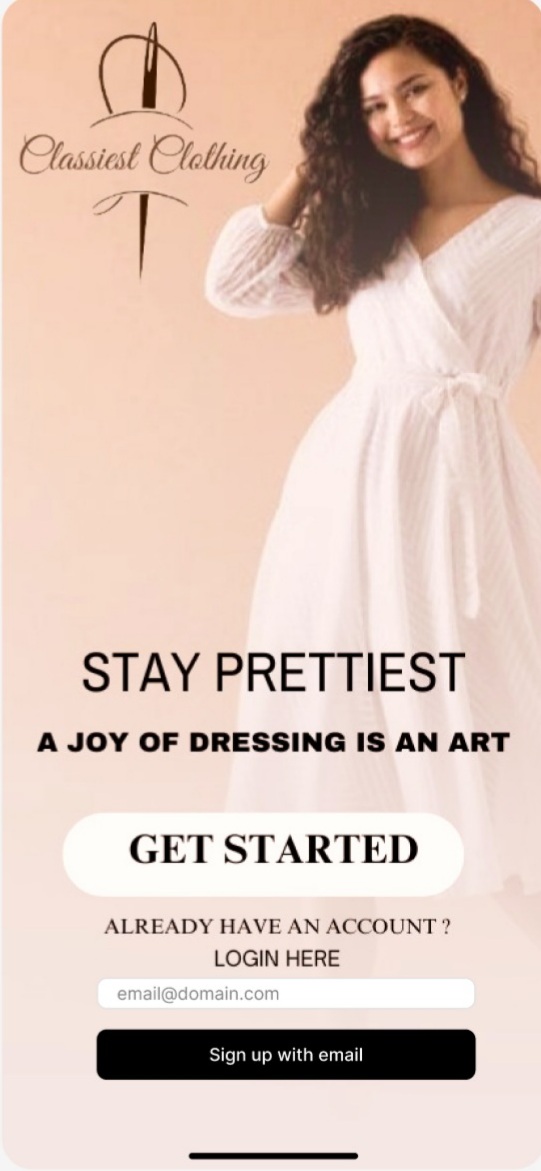 Classiest Clothing
STAY PRETTIEST
A JOY OF DRESSING IS AN ART
GET STARTED
ALREADY HAVE AN ACCOUNT ?
LOGIN HERE
email@domain.com
Sign up with email